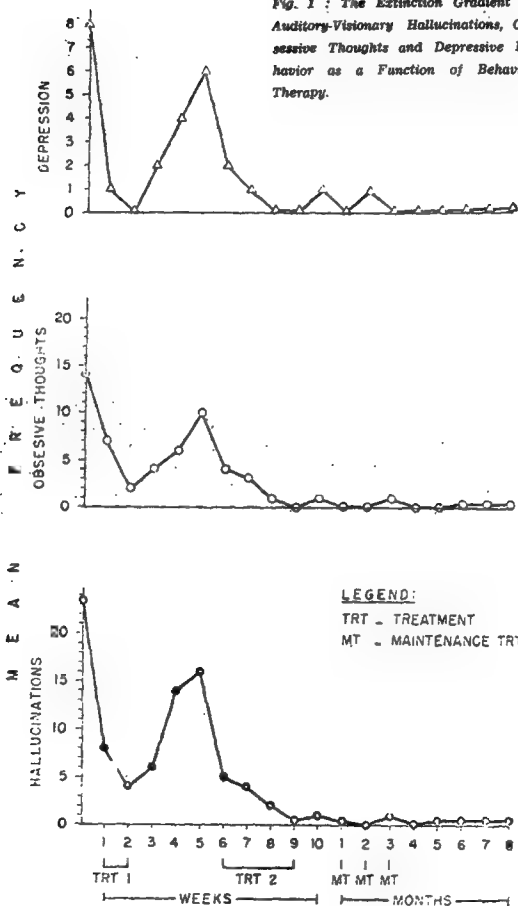 Fig. 1 : The Extinction Gradient
Auditory-Visionary Hallucinations, O
sessive Thoughts and Depressive B
havior as a Function of Behav
Therapy.
MEAN FREQUENCY
DEPRESSION
8
6
5
4
3
2
1
0
OBSESIVE THOUGHTS
20
15
10
5
0
HALLUCINATIONS
20
15
10
5
0
LEGEND:
TRT - TREATMENT
MT - MAINTENANCE TRT
1 2 3 4 5 6 7 8 9 10 1 2 3 4 5 6 7 8
TRT 1 TRT 2 MT MT MT
WEEKS MONTHS